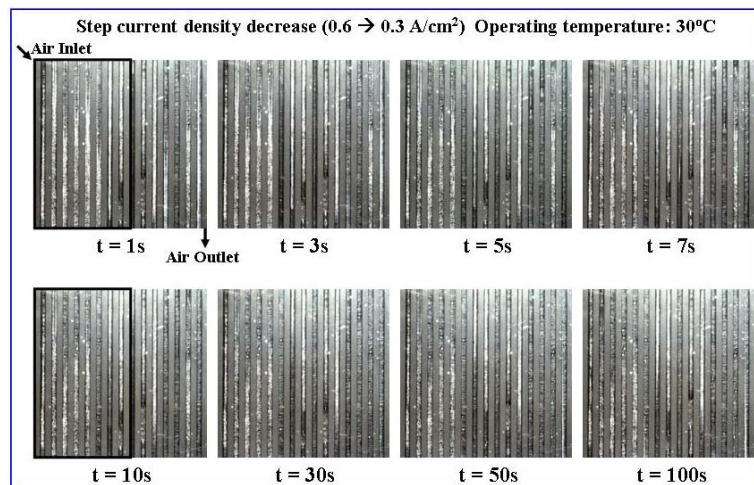 Step current density decrease (0.6 → 0.3 A/cm²) Operating temperature: 30ºC
Air Inlet
t = 1s
t = 3s
t = 5s
t = 7s
Air Outlet
t = 10s
t = 30s
t = 50s
t = 100s